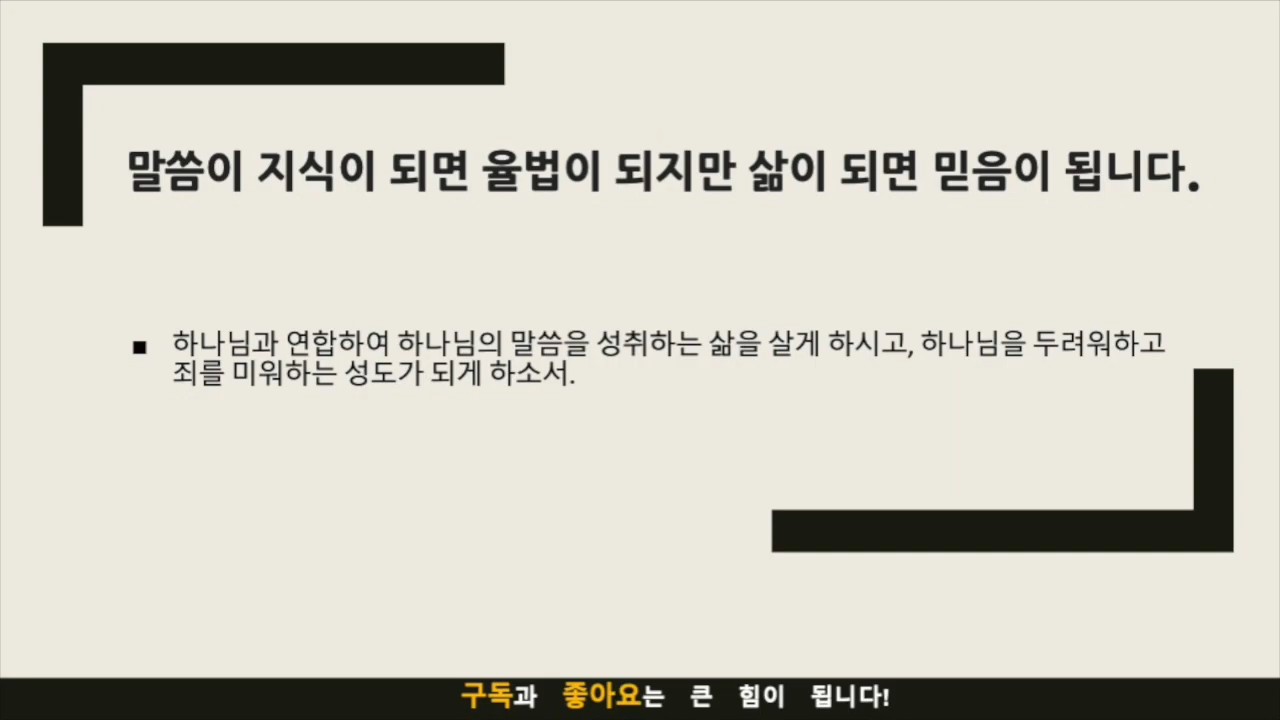 말씀이 지식이 되면 율법이 되지만 삶이 되면 믿음이 됩니다.
■ 하나님과 연합하여 하나님의 말씀을 성취하는 삶을 살게 하시고, 하나님을 두려워하고
죄를 미워하는 성도가 되게 하소서.
구독과 좋아요는 큰 힘이 됩니다!